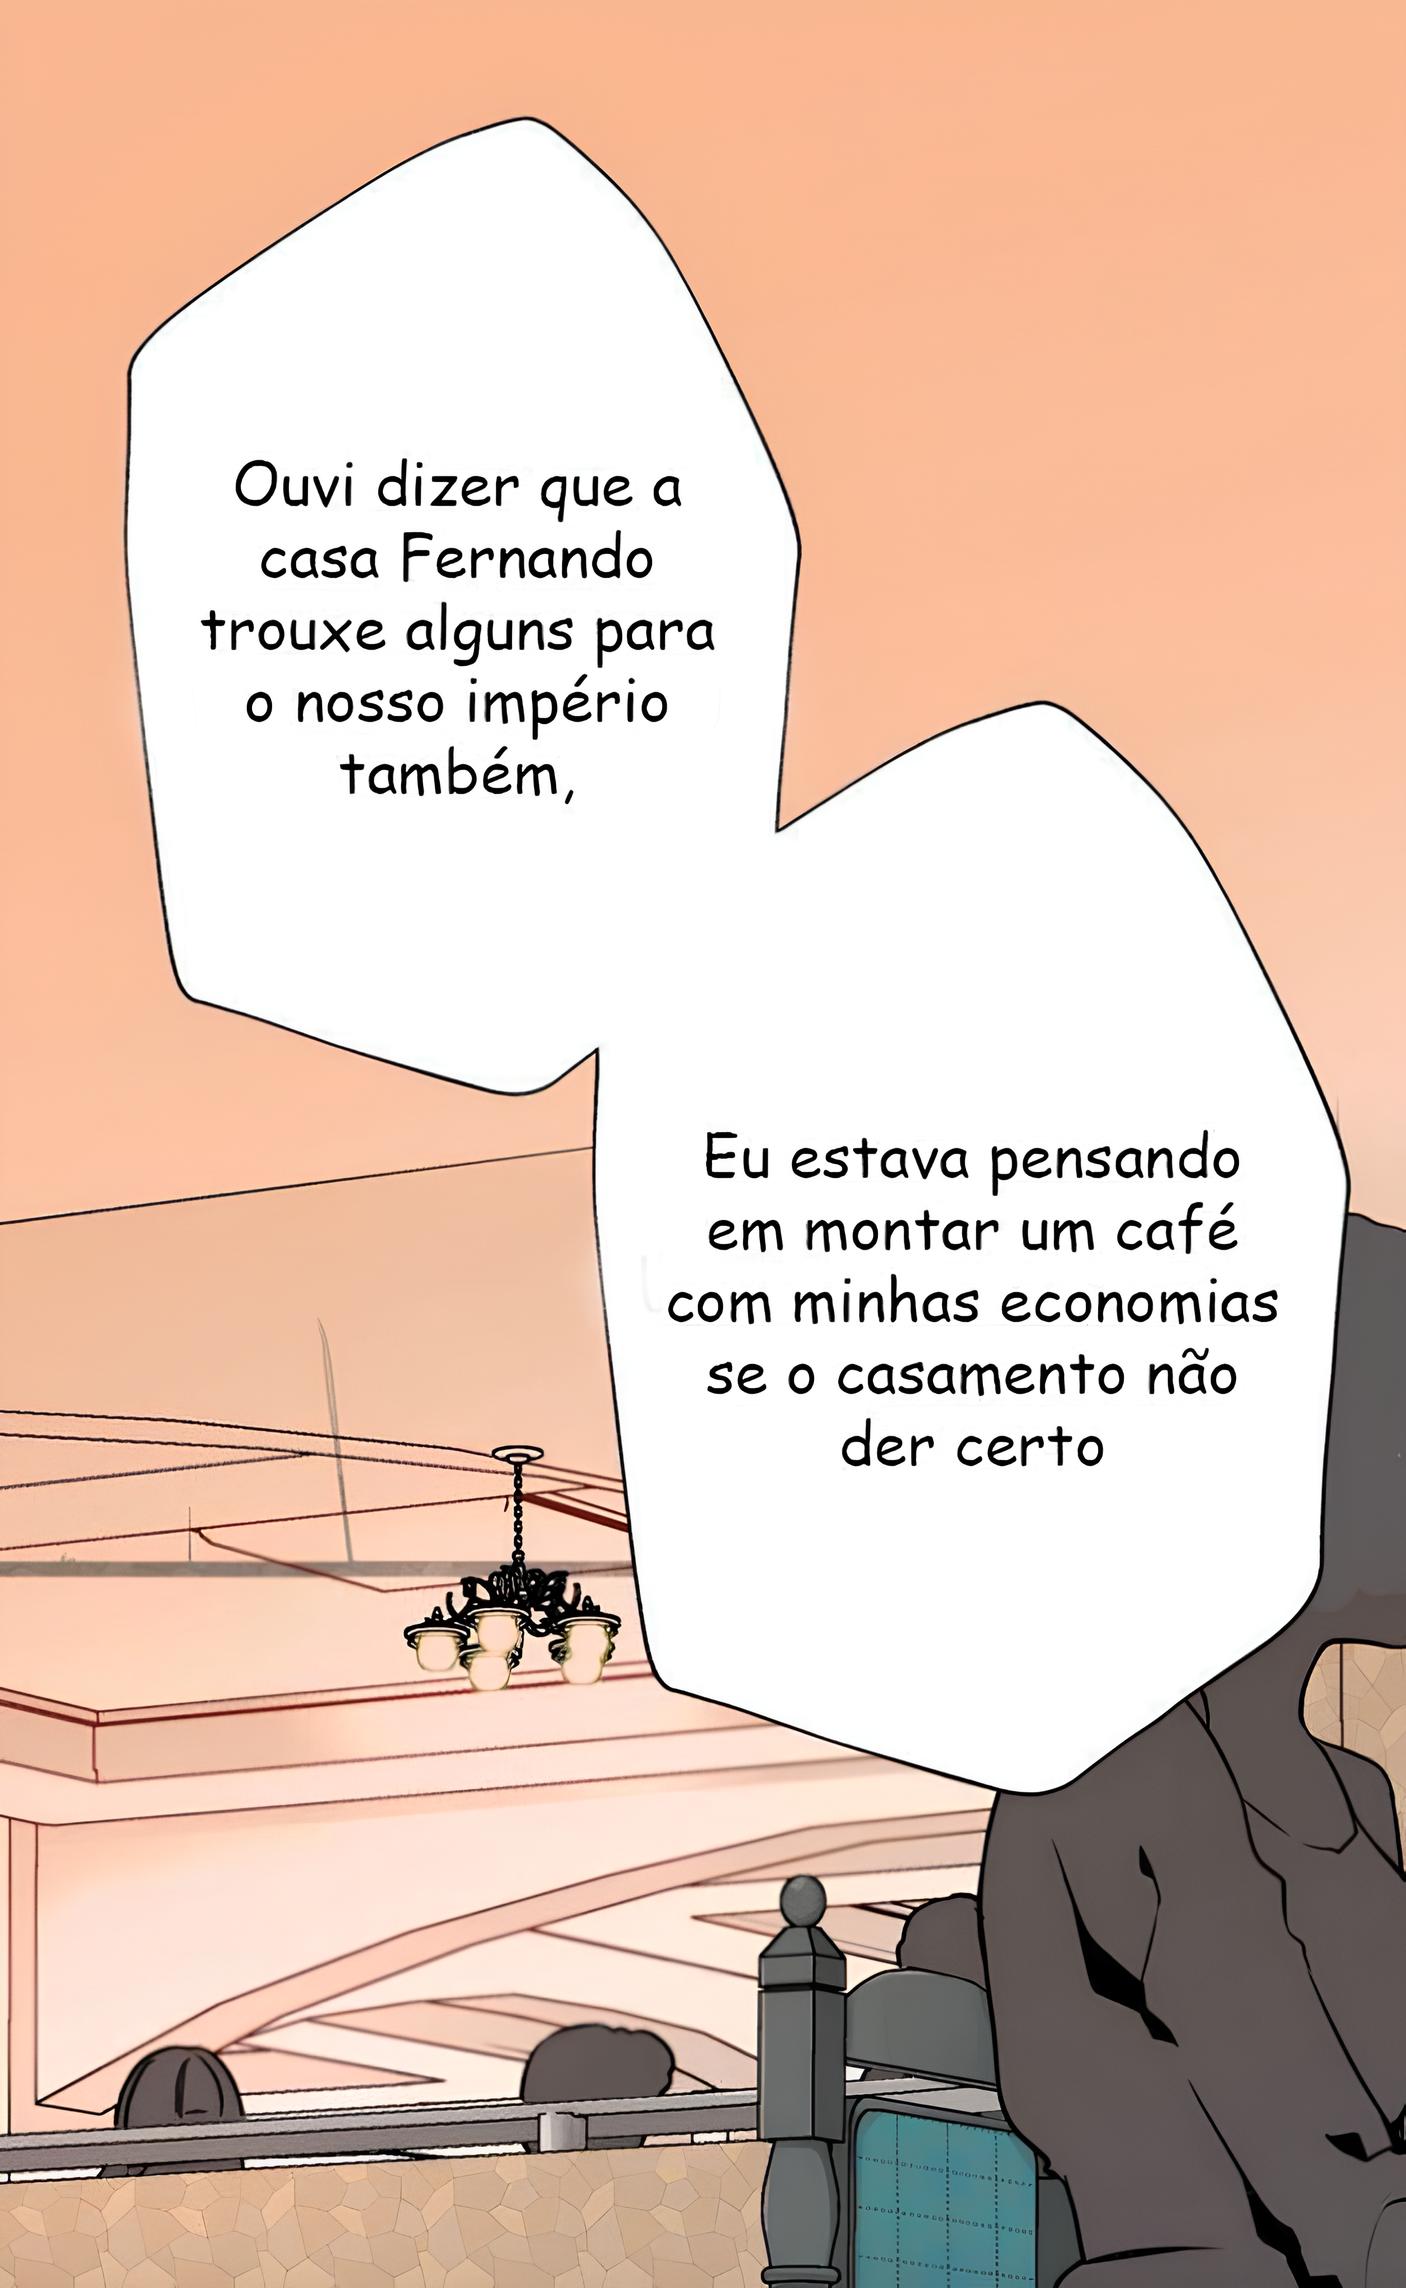 Ouvi dizer que a
casa Fernando
trouxe alguns para
o nosso império
também,
Eu estava pensando
em montar um café
com minhas economias
se o casamento não
der certo